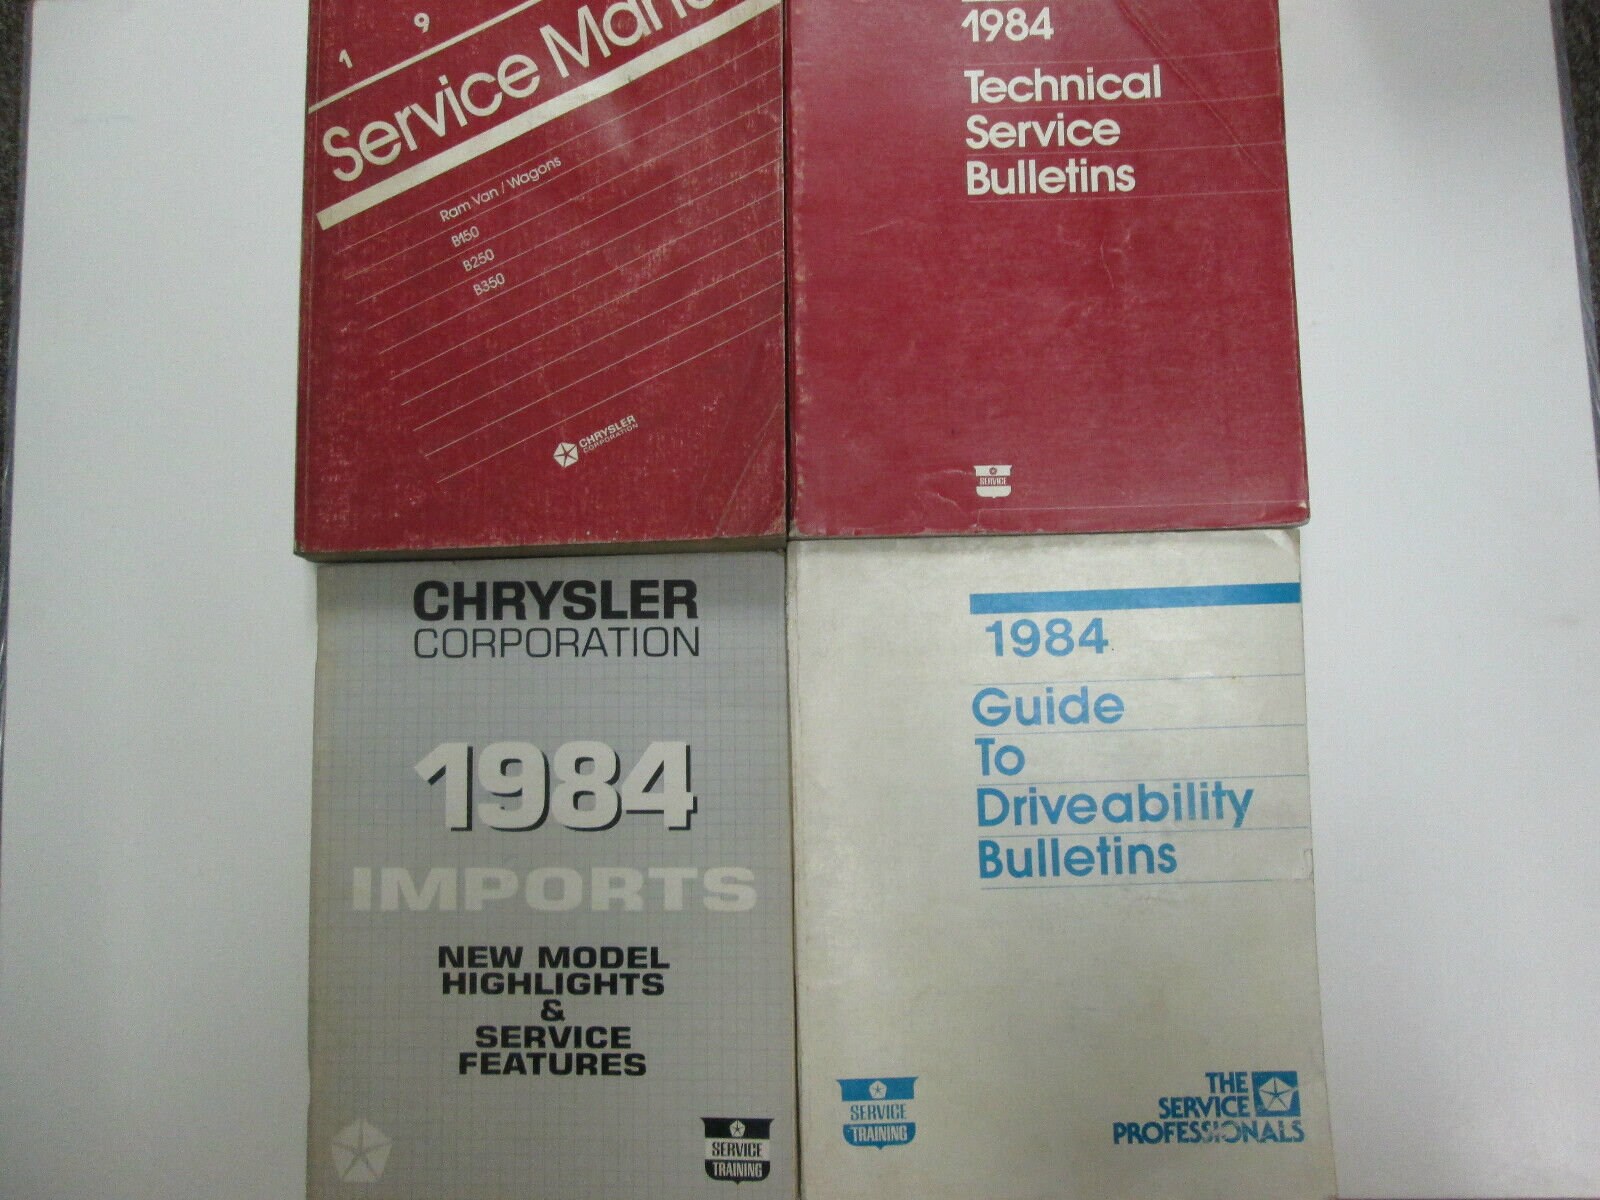 1 9
Service Manu
Ram Van / Wagons
B150
B250
B350
CHRYSLER
CORPORATION
1984
Technical
Service
Bulletins
SERVICE
CHRYSLER
CORPORATION
1984
IMPORTS
NEW MODEL
HIGHLIGHTS
&
SERVICE
FEATURES
SERVICE
TRAINING
1984
Guide
To
Driveability
Bulletins
SERVICE
TRAINING
THE
SERVICE
PROFESSIONALS